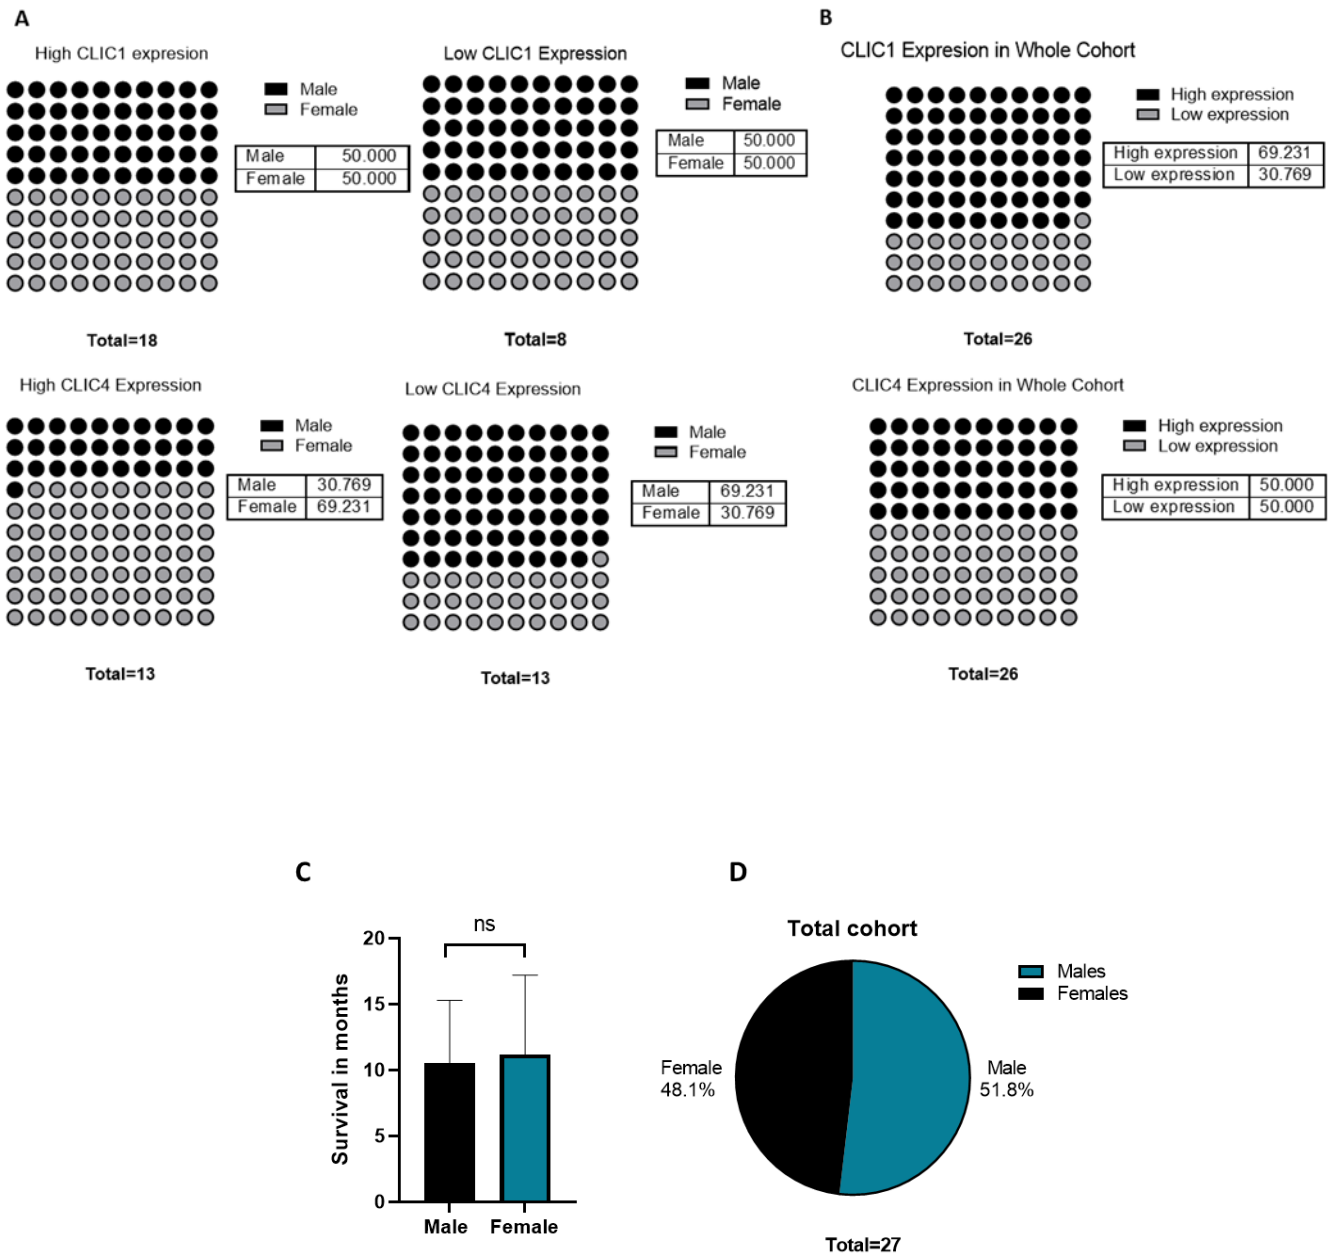 A
B
High CLIC1 expresion
Male
Female
Male 50.000
Female 50.000
Total=18
Low CLIC1 Expression
Male
Female
Male 50.000
Female 50.000
Total=8
CLIC1 Expresion in Whole Cohort
High expression
Low expression
High expression 69.231
Low expression 30.769
Total=26
High CLIC4 Expression
Male
Female
Male 30.769
Female 69.231
Total=13
Low CLIC4 Expression
Male
Female
Male 69.231
Female 30.769
Total=13
CLIC4 Expression in Whole Cohort
High expression
Low expression
High expression 50.000
Low expression 50.000
Total=26
C
ns
Survival in months
20
15
10
5
0
Male Female
D
Total cohort
Males
Females
Female
48.1%
Male
51.8%
Total=27